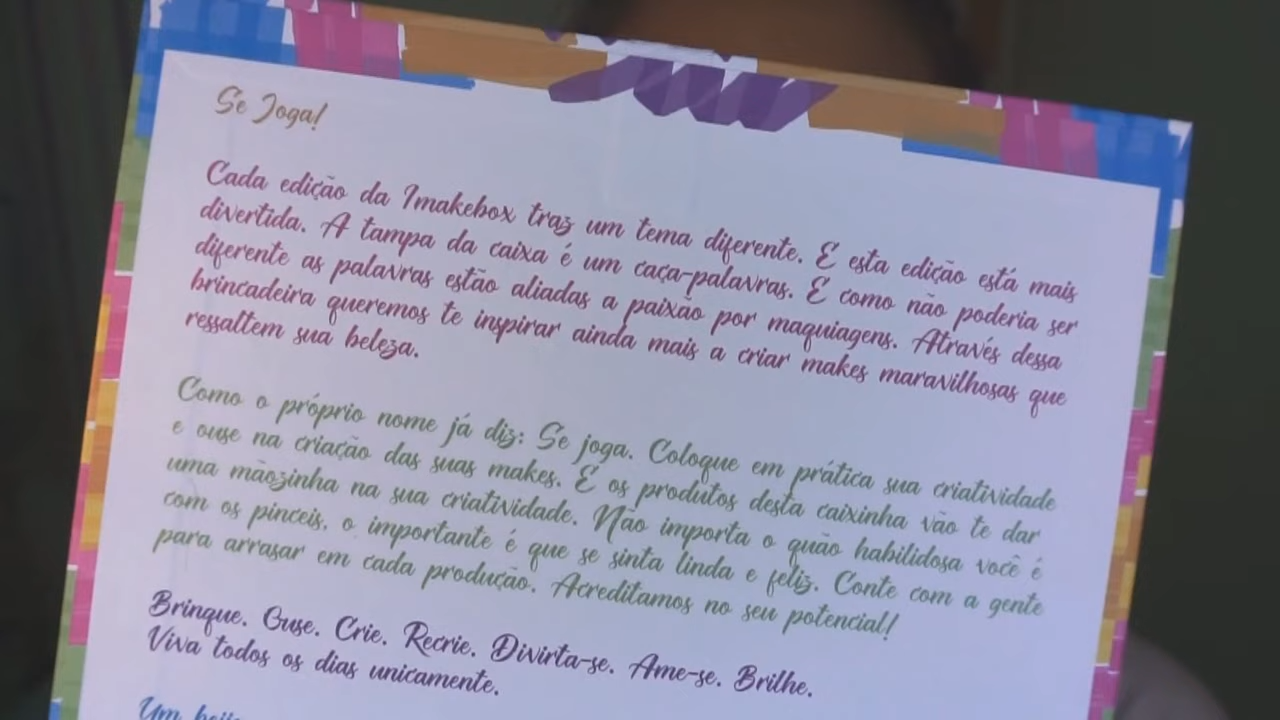 Se Joga!
Cada edição da Imakebox traz um tema diferente. E esta edição está mais
divertida. A tampa da caixa é um caça-palavras. E como não poderia ser
diferente as palavras estão aliadas a paixão por maquiagens. Através dessa
brincadeira queremos te inspirar ainda mais a criar makes maravilhosas que
ressaltem sua beleza.
Como o próprio nome já diz: Se joga. Coloque em prática sua criatividade
e ouse na criação das suas makes. E os produtos desta caixinha vão te dar
uma mãozinha na sua criatividade. Não importa o quão habilidosa você é
com os pinceis, o importante é que se sinta linda e feliz. Conte com a gente
para arrasar em cada produção. Acreditamos no seu potencial!
Brinque. Ouse. Crie. Recrie. Divirta-se. Ame-se. Brilhe.
Viva todos os dias unicamente.
Um